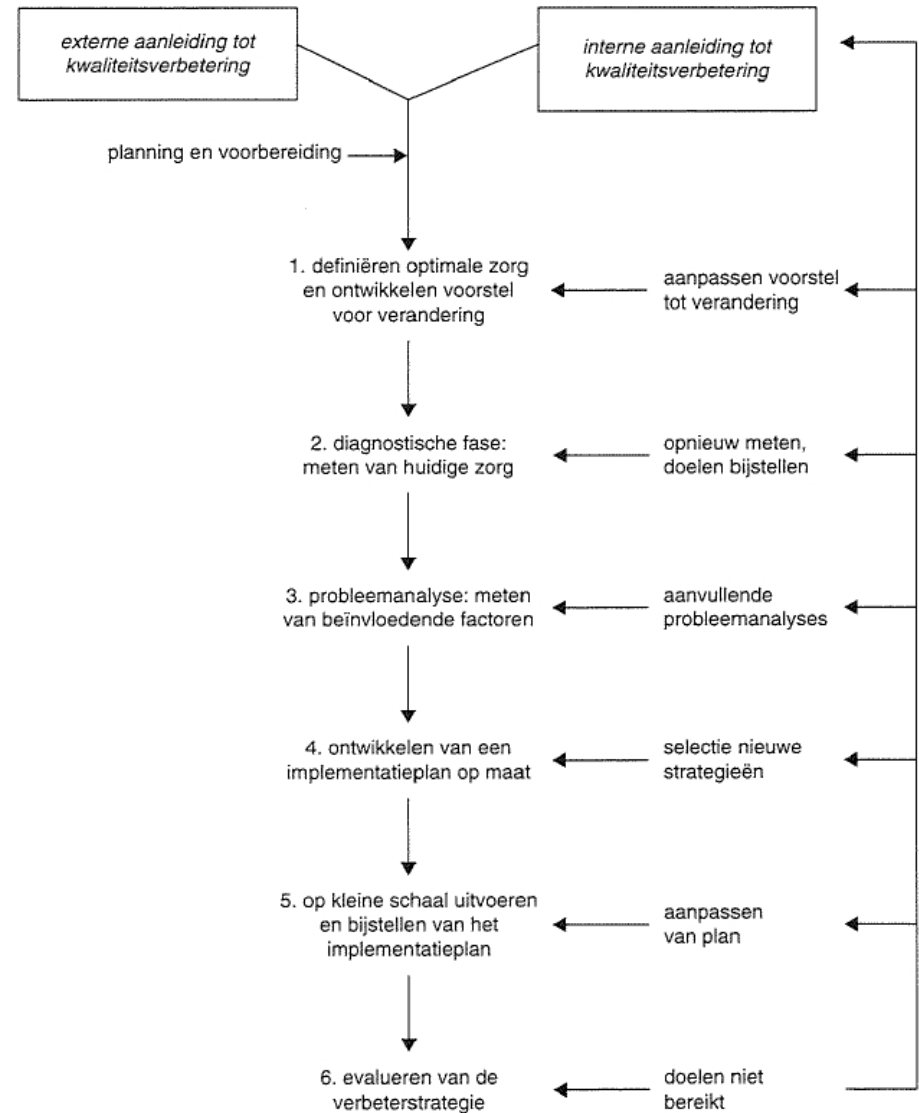 externe aanleiding tot
kwaliteitsverbetering
interne aanleiding tot
kwaliteitsverbetering
planning en voorbereiding
1. definiëren optimale zorg
en ontwikkelen voorstel
voor verandering
aanpassen voorstel
tot verandering
2. diagnostische fase:
meten van huidige zorg
opnieuw meten,
doelen bijstellen
3. probleemanalyse: meten
van beïnvloedende factoren
aanvullende
probleemanalyses
4. ontwikkelen van een
implementatieplan op maat
selectie nieuwe
strategieën
5. op kleine schaal uitvoeren
en bijstellen van het
implementatieplan
aanpassen
van plan
6. evalueren van de
verbeterstrategie
doelen niet
bereikt